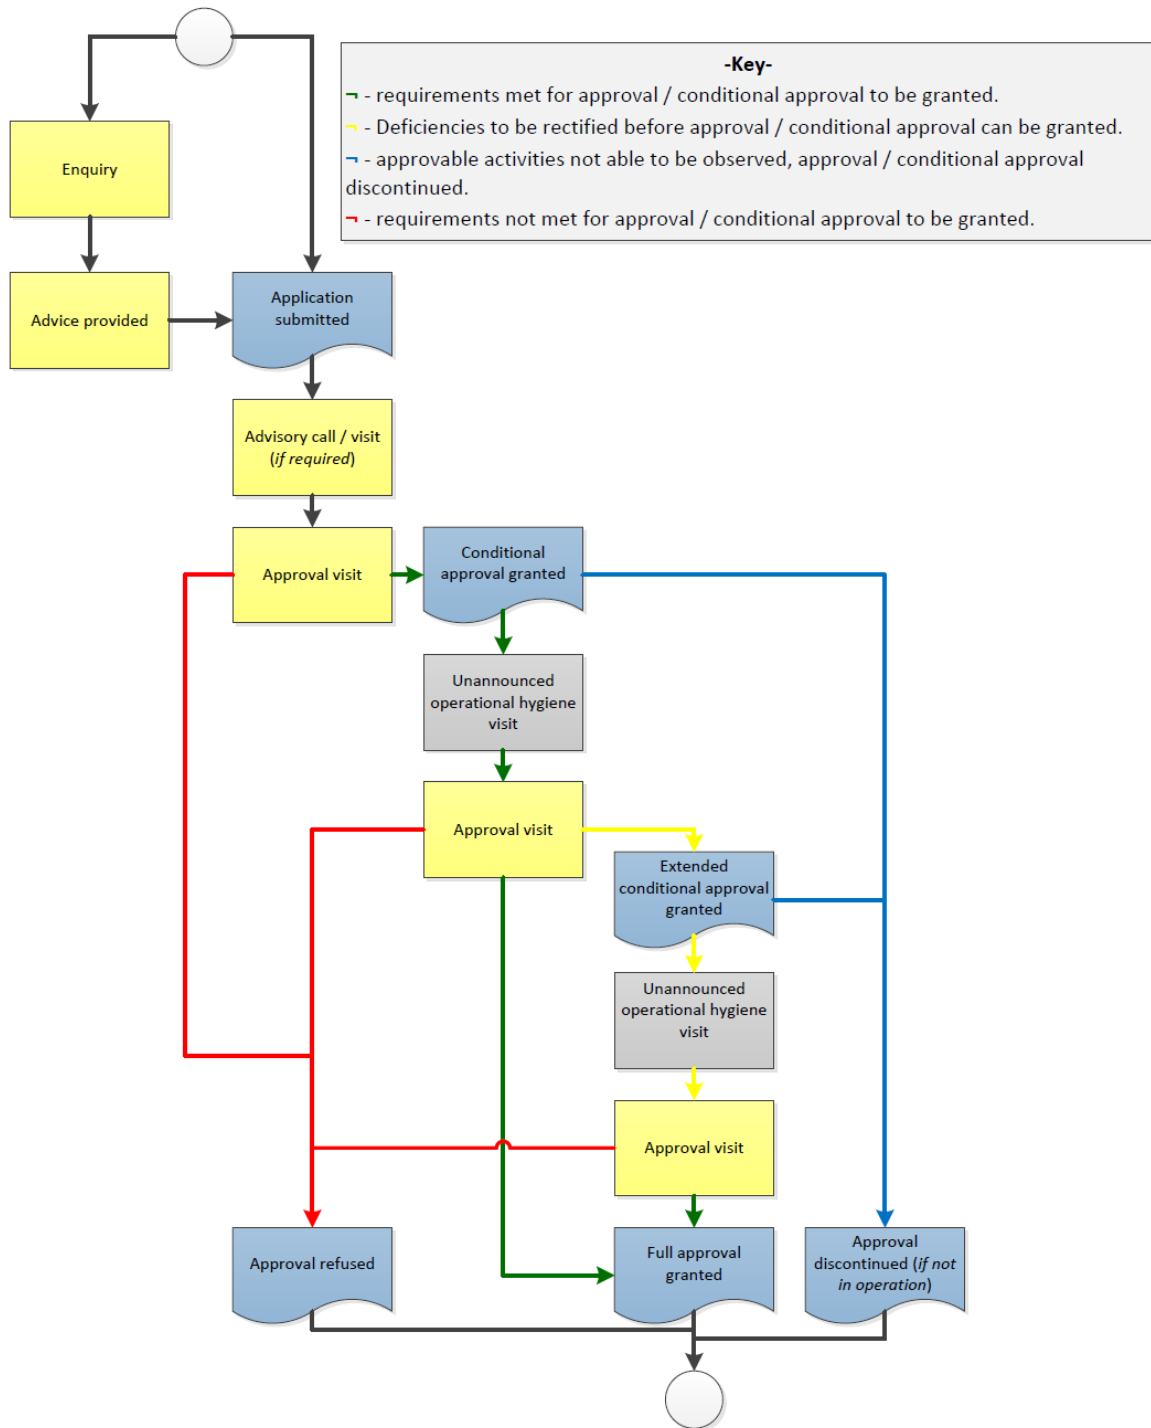 -Key-
¬ - requirements met for approval / conditional approval to be granted.
¬ - Deficiencies to be rectified before approval / conditional approval can be granted.
¬ - approvable activities not able to be observed, approval / conditional approval
discontinued.
¬ - requirements not met for approval / conditional approval to be granted.
Enquiry
Advice provided
Application
submitted
Advisory call / visit
(if required)
Approval visit
Conditional
approval granted
Unannounced
operational hygiene
visit
Approval visit
Extended
conditional approval
granted
Unannounced
operational hygiene
visit
Approval visit
Approval refused
Full approval
granted
Approval
discontinued (if not
in operation)